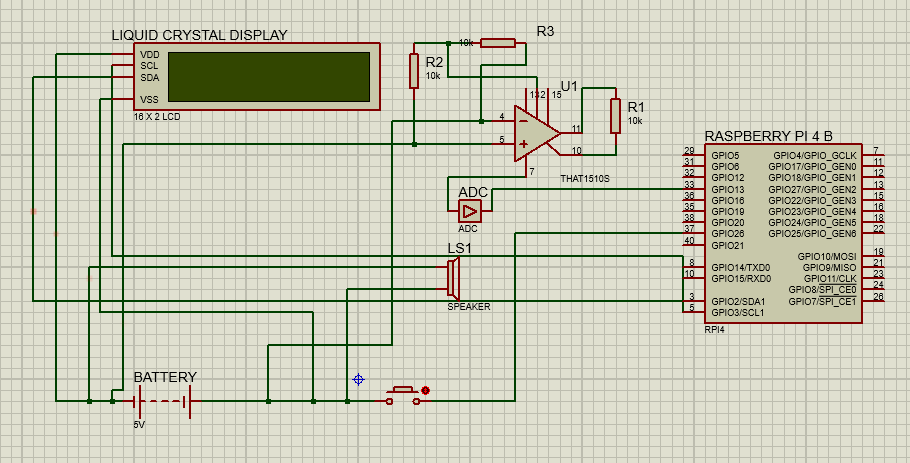 LIQUID CRYSTAL DISPLAY
VDD
SCL
SDA
VSS
16 X 2 LCD
R2
10k
10k
R3
U1
13 2 15
4
5
11
10
7
THAT1510S
R1
10k
ADC
ADC
LS1
SPEAKER
BATTERY
5V
RASPBERRY PI 4 B
29 GPIO5 GPIO4/GPIO_GCLK 7
31 GPIO6 GPIO17/GPIO_GEN0 11
32 GPIO12 GPIO18/GPIO_GEN1 12
33 GPIO13 GPIO27/GPIO_GEN2 13
36 GPIO16 GPIO22/GPIO_GEN3 15
35 GPIO19 GPIO23/GPIO_GEN4 16
38 GPIO20 GPIO24/GPIO_GEN5 18
37 GPIO26 GPIO25/GPIO_GEN6 22
40 GPIO21
GPIO10/MOSI 19
8 GPIO14/TXD0 GPIO9/MISO 21
10 GPIO15/RXD0 GPIO11/CLK 23
GPIO8/SPI_CE0 24
3 GPIO2/SDA1 GPIO7/SPI_CE1 26
5 GPIO3/SCL1
RPI4